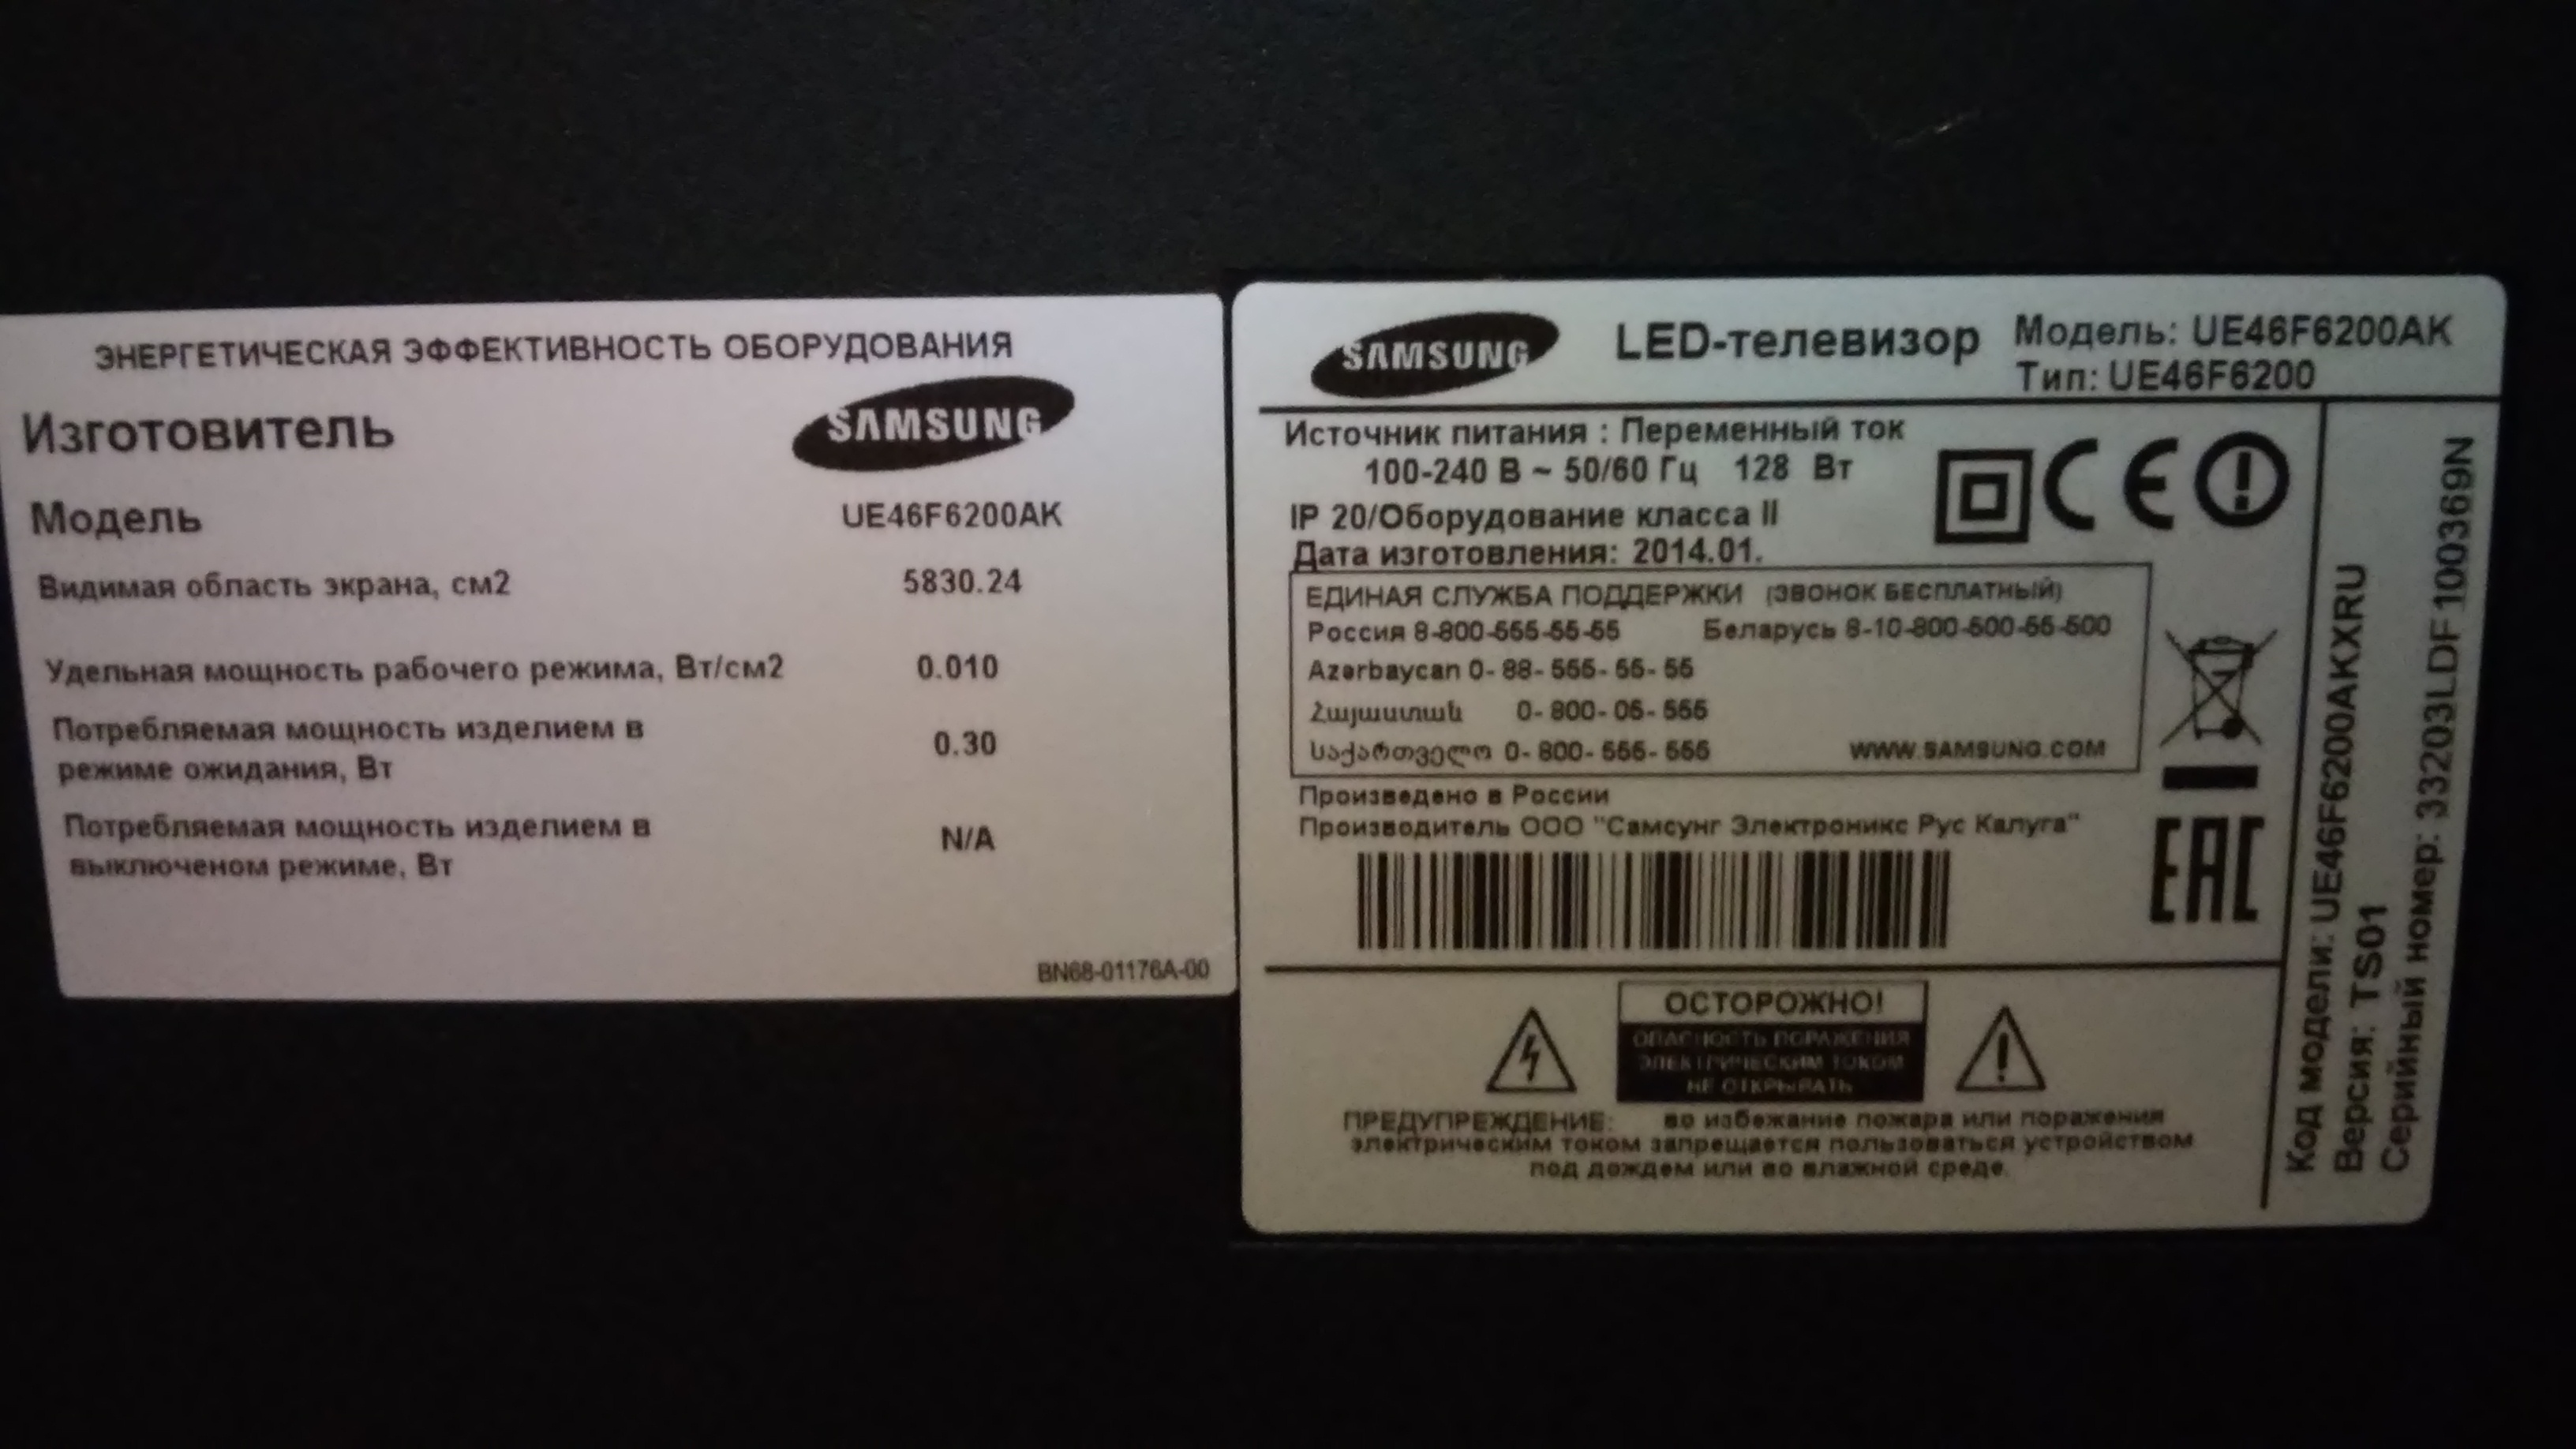 ЭНЕРГЕТИЧЕСКАЯ ЭФФЕКТИВНОСТЬ ОБОРУДОВАНИЯ
Изготовитель SAMSUNG
Модель UE46F6200AK
Видимая область экрана, см2 5830.24
Удельная мощность рабочего режима, Вт/см2 0.010
Потребляемая мощность изделием в
режиме ожидания, Вт 0.30
Потребляемая мощность изделием в
выключеном режиме, Вт N/A
BN68-01176A-00
SAMSUNG LED-телевизор Модель: UE46F6200AK
Тип: UE46F6200
Источник питания : Переменный ток
100-240 В ~ 50/60 Гц 128 Вт
IP 20/Оборудование класса II
Дата изготовления: 2014.01.
CE
ЕДИНАЯ СЛУЖБА ПОДДЕРЖКИ (ЗВОНОК БЕСПЛАТНЫЙ)
Россия 8-800-555-55-55 Беларусь 8-10-800-500-55-500
Azərbaycan 0- 88- 555- 55- 55
Հայաստան 0- 800- 05- 555
საქართველო 0- 800- 555- 555 WWW.SAMSUNG.COM
Произведено в России
Производитель ООО "Самсунг Электроникс Рус Калуга"
EAC
ОСТОРОЖНО!
ОПАСНОСТЬ ПОРАЖЕНИЯ
ЭЛЕКТРИЧЕСКИМ ТОКОМ
НЕ ОТКРЫВАТЬ
ПРЕДУПРЕЖДЕНИЕ: во избежание пожара или поражения
электрическим током запрещается пользоваться устройством
под дождем или во влажной среде.
Код модели: UE46F6200AKXRU
Версия: TS01
Серийный номер: 33203LDF100369N